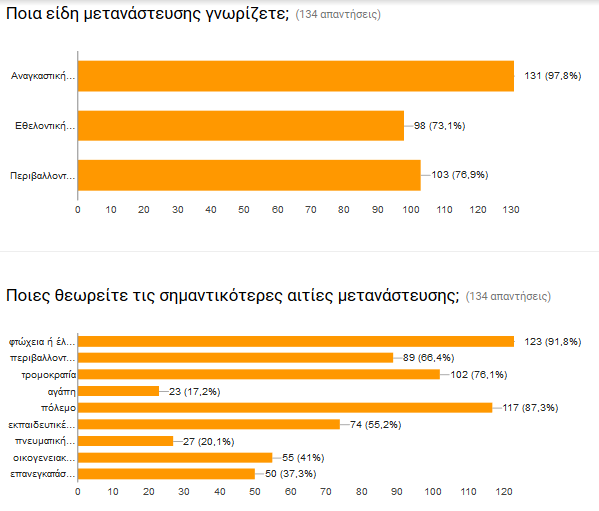 Ποια είδη μετανάστευσης γνωρίζετε; (134 απαντήσεις)
Αναγκαστική... 131 (97,8%)
Εθελοντική... 98 (73,1%)
Περιβαλλοντ... 103 (76,9%)
0 10 20 30 40 50 60 70 80 90 100 110 120 130
Ποιες θεωρείτε τις σημαντικότερες αιτίες μετανάστευσης; (134 απαντήσεις)
φτώχεια ή έλ... 123 (91,8%)
περιβαλλοντ... 89 (66,4%)
τρομοκρατία 102 (76,1%)
αγάπη 23 (17,2%)
πόλεμο 117 (87,3%)
εκπαιδευτικέ... 74 (55,2%)
πνευματική... 27 (20,1%)
οικογενειακ... 55 (41%)
επανεγκατάσ... 50 (37,3%)
0 10 20 30 40 50 60 70 80 90 100 110 120